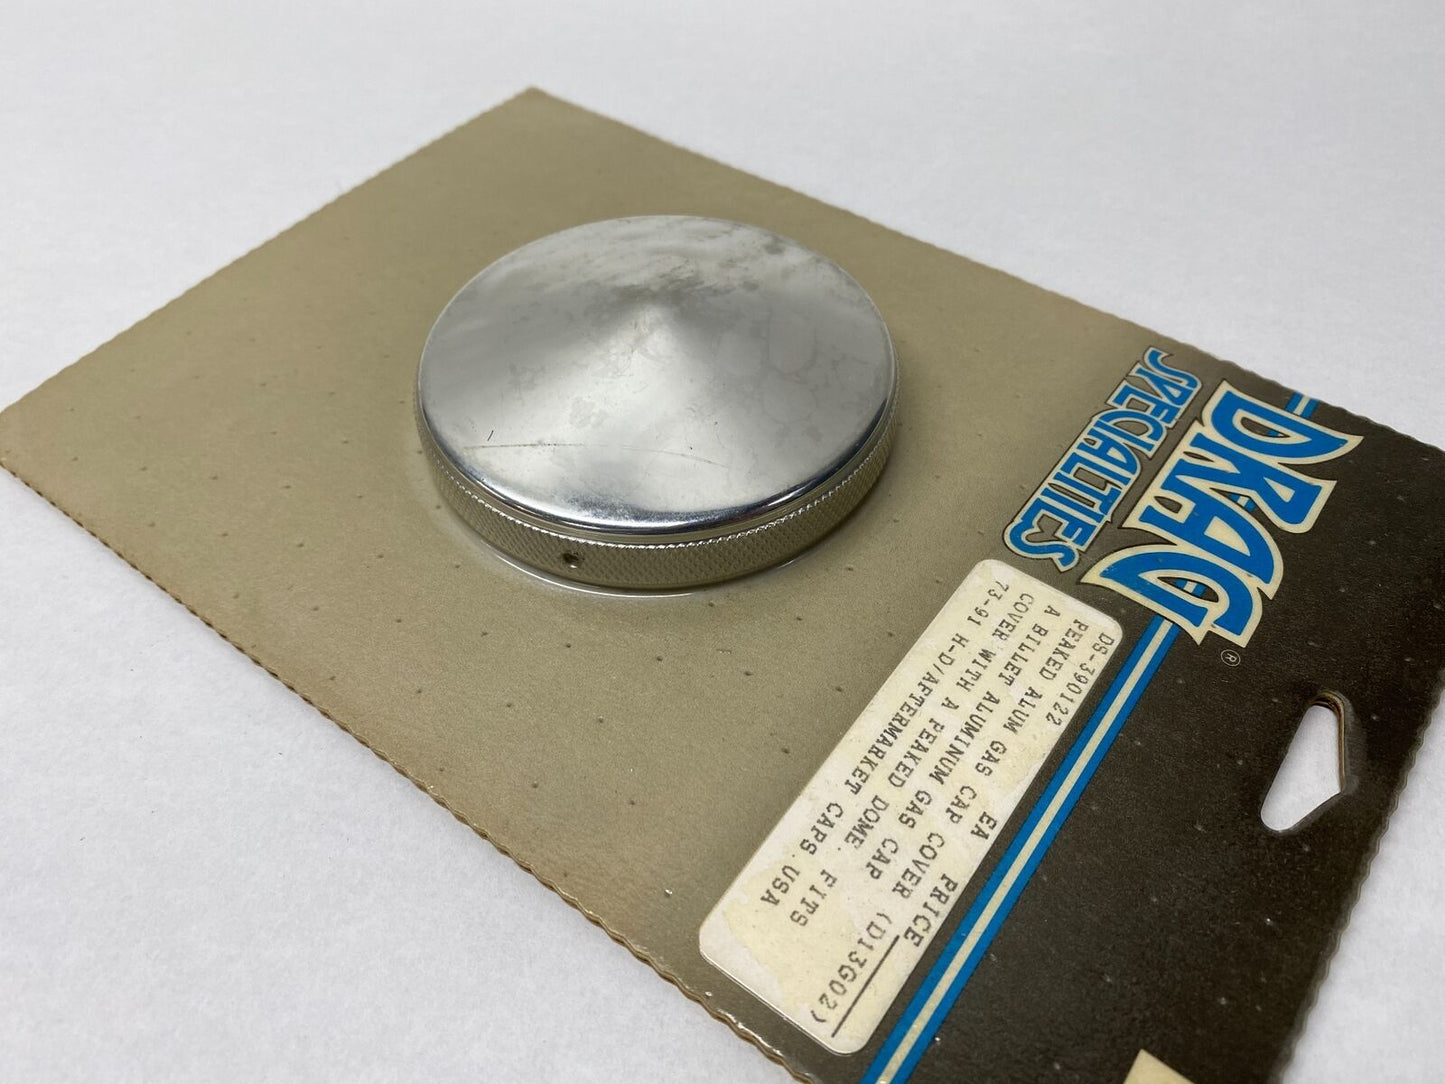 DRAG
SPECIALTIES
®
DS-390122 EA PRICE
PEAKED ALUM GAS CAP COVER (D13G02)
A BILLET ALUMINUM GAS CAP
COVER WITH A PEAKED DOME. FITS
73-91 H-D/AFTERMARKET CAPS.USA